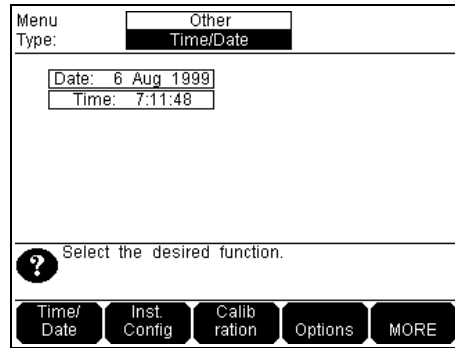 Menu Other
Type: Time/Date
Date: 6 Aug 1999
Time: 7:11:48
? Select the desired function.
Time/ Inst. Calib
Date Config ration Options MORE